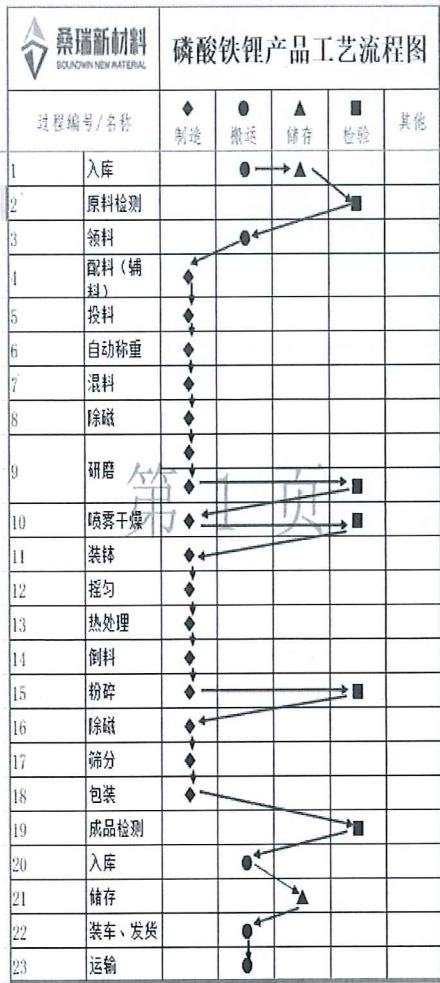 桑瑞新材料
SOUNDWIN NEW MATERIAL
磷酸铁锂产品工艺流程图
过程编号/名称
制造
搬运
储存
检验
其他
1 入库
2 原料检测
3 领料
4 配料（辅
料）
5 投料
6 自动称重
7 混料
8 除磁
9 研磨
第 1 页
10 喷雾干燥
11 装钵
12 摇匀
13 热处理
14 倒料
15 粉碎
16 除磁
17 筛分
18 包装
19 成品检测
20 入库
21 储存
22 装车、发货
23 运输